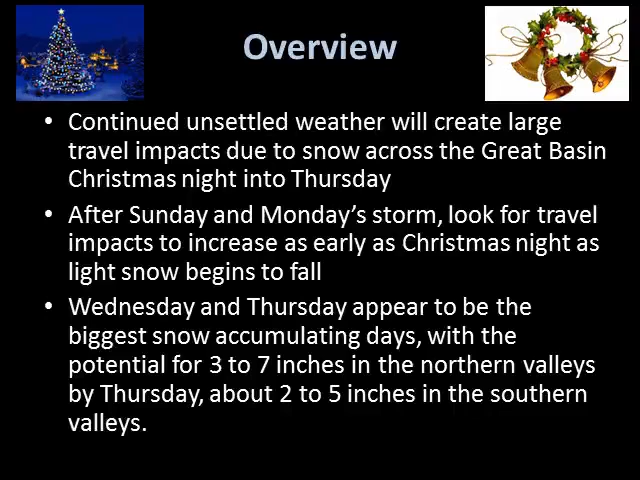 Overview
• Continued unsettled weather will create large
travel impacts due to snow across the Great Basin
Christmas night into Thursday
• After Sunday and Monday’s storm, look for travel
impacts to increase as early as Christmas night as
light snow begins to fall
• Wednesday and Thursday appear to be the
biggest snow accumulating days, with the
potential for 3 to 7 inches in the northern valleys
by Thursday, about 2 to 5 inches in the southern
valleys.